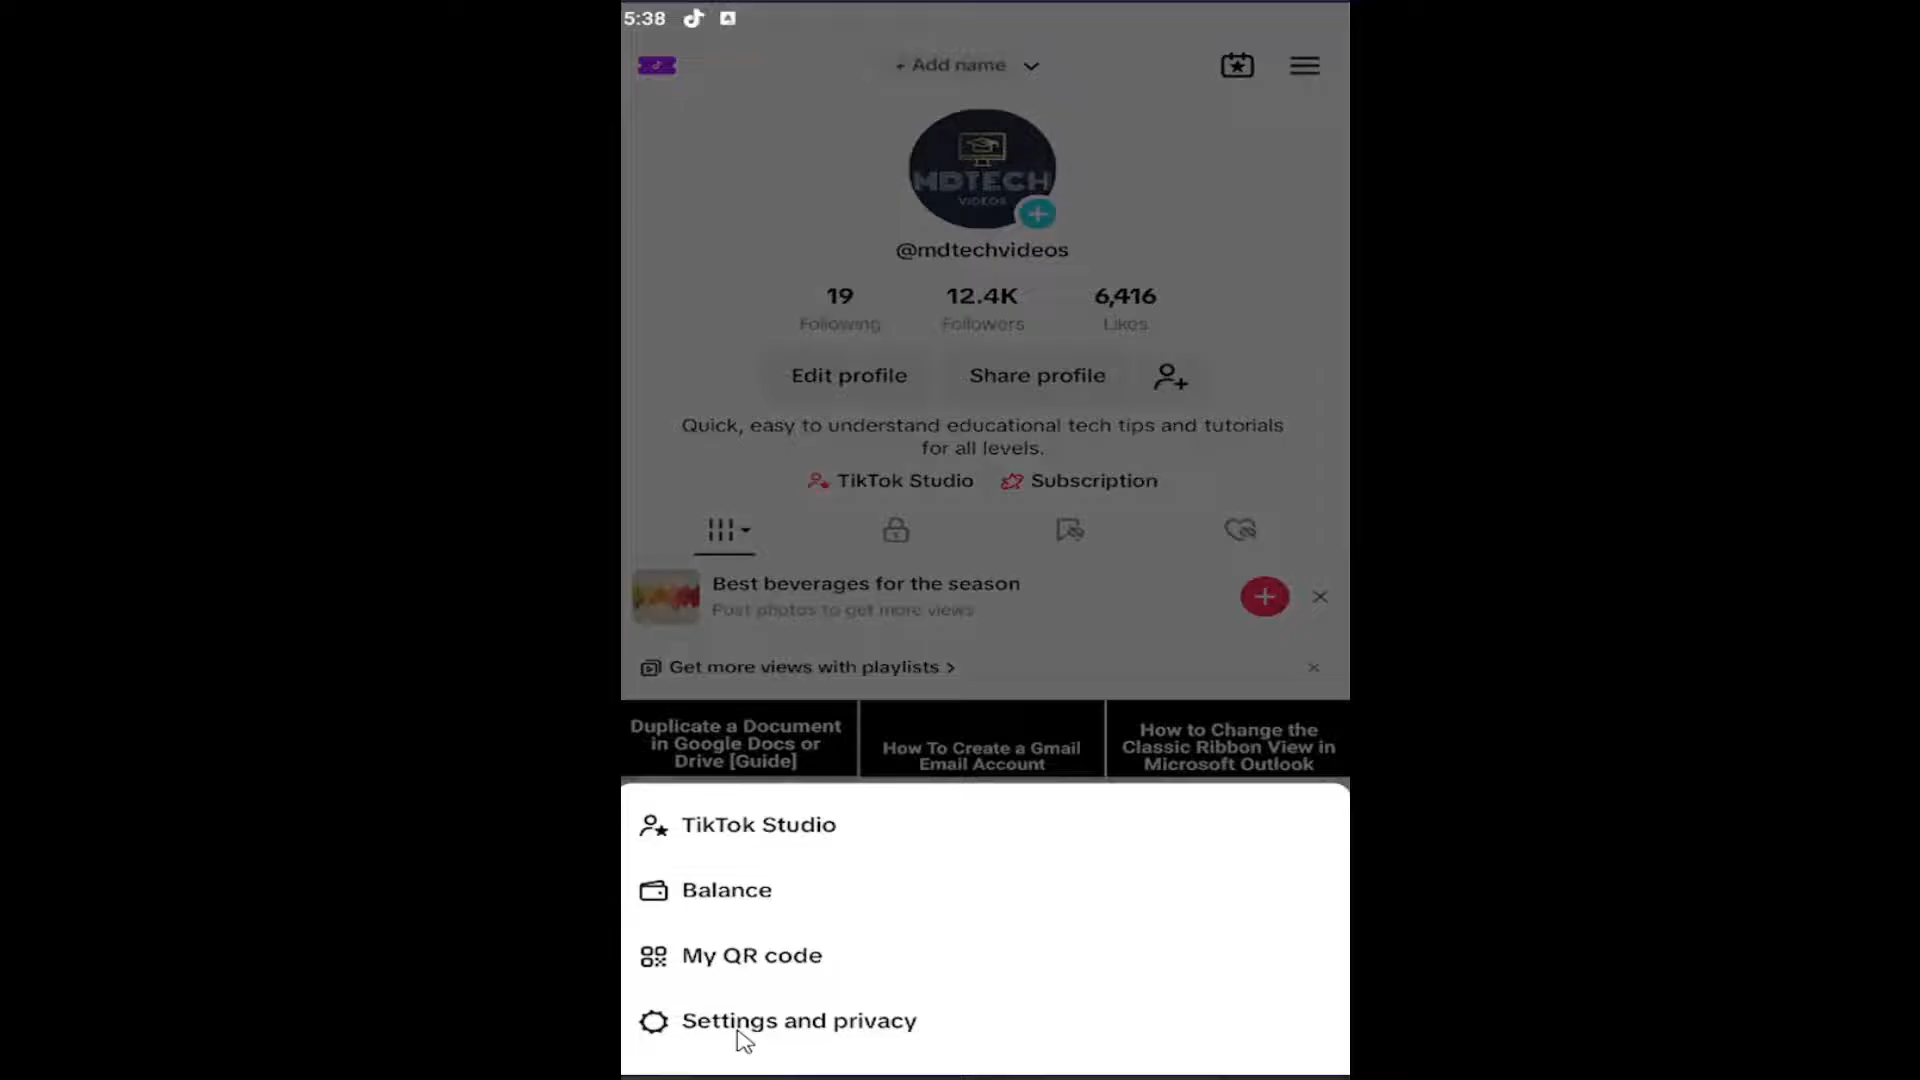 5:38
+ Add name
MDTECH
VIDEOS
@mdtechvideos
19
12.4K
6,416
Following
Followers
Likes
Edit profile
Share profile
Quick, easy to understand educational tech tips and tutorials
for all levels.
TikTok Studio
Subscription
Best beverages for the season
Post photos to get more views
Get more views with playlists >
Duplicate a Document
in Google Docs or
Drive [Guide]
How To Create a Gmail
Email Account
How to Change the
Classic Ribbon View in
Microsoft Outlook
TikTok Studio
Balance
My QR code
Settings and privacy